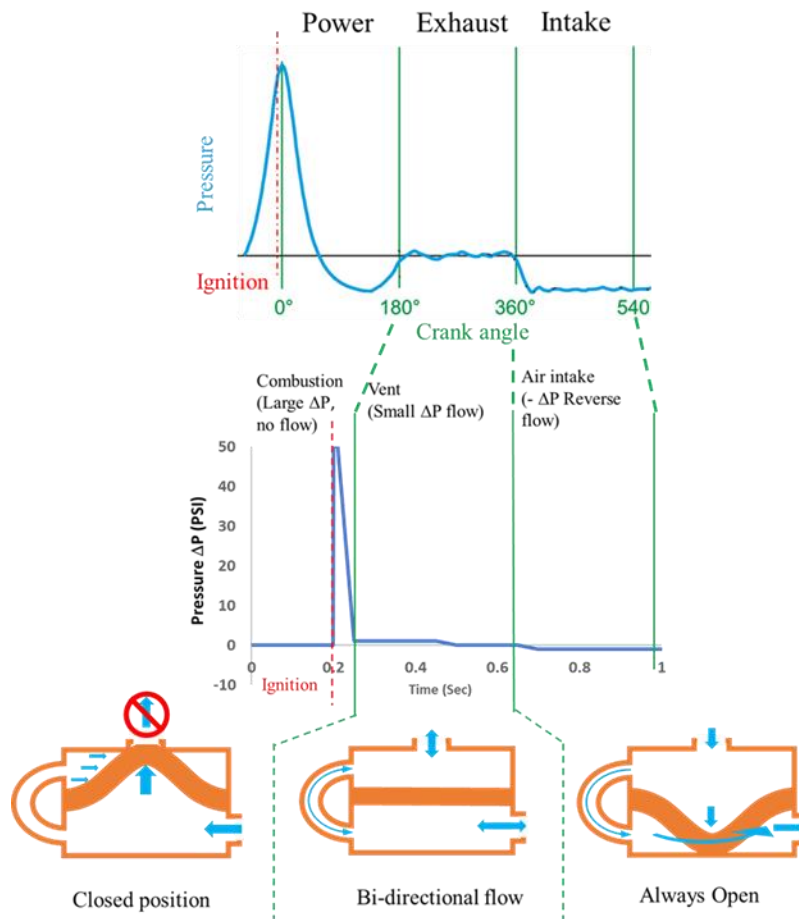 Power
Exhaust
Intake
Pressure
Ignition
0°
180°
360°
540
Crank angle
Combustion
(Large ΔP,
no flow)
Vent
(Small ΔP flow)
Air intake
(- ΔP Reverse
flow)
Pressure ΔP (PSI)
50
40
30
20
10
0
-10
0
0.2
0.4
0.6
0.8
1
Ignition
Time (Sec)
Closed position
Bi-directional flow
Always Open